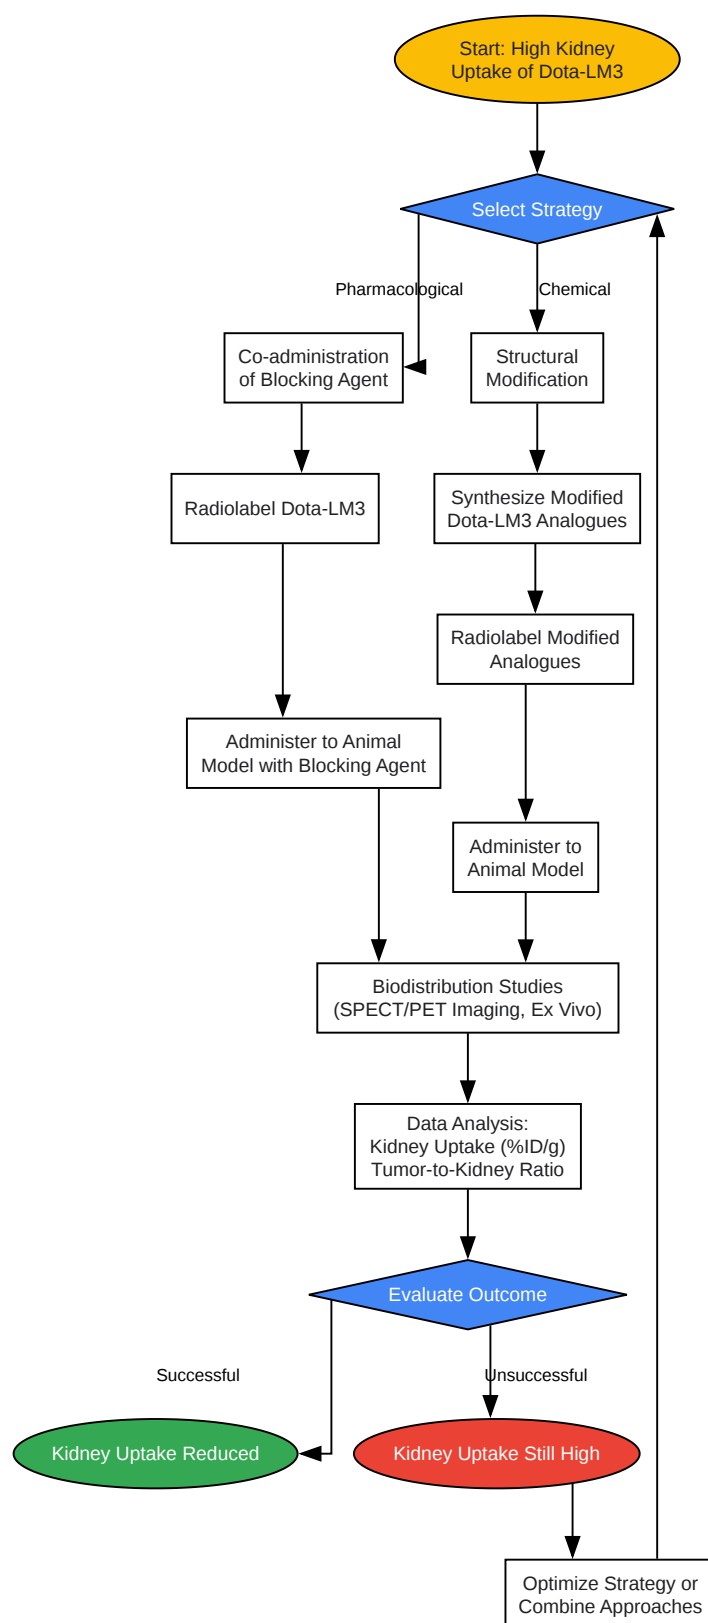 Start: High Kidney
Uptake of Dota-LM3
Select Strategy
Pharmacological
Chemical
Co-administration
of Blocking Agent
Structural
Modification
Radiolabel Dota-LM3
Synthesize Modified
Dota-LM3 Analogues
Radiolabel Modified
Analogues
Administer to Animal
Model with Blocking Agent
Administer to
Animal Model
Biodistribution Studies
(SPECT/PET Imaging, Ex Vivo)
Data Analysis:
Kidney Uptake (%ID/g)
Tumor-to-Kidney Ratio
Evaluate Outcome
Successful
Unsuccessful
Kidney Uptake Reduced
Kidney Uptake Still High
Optimize Strategy or
Combine Approaches